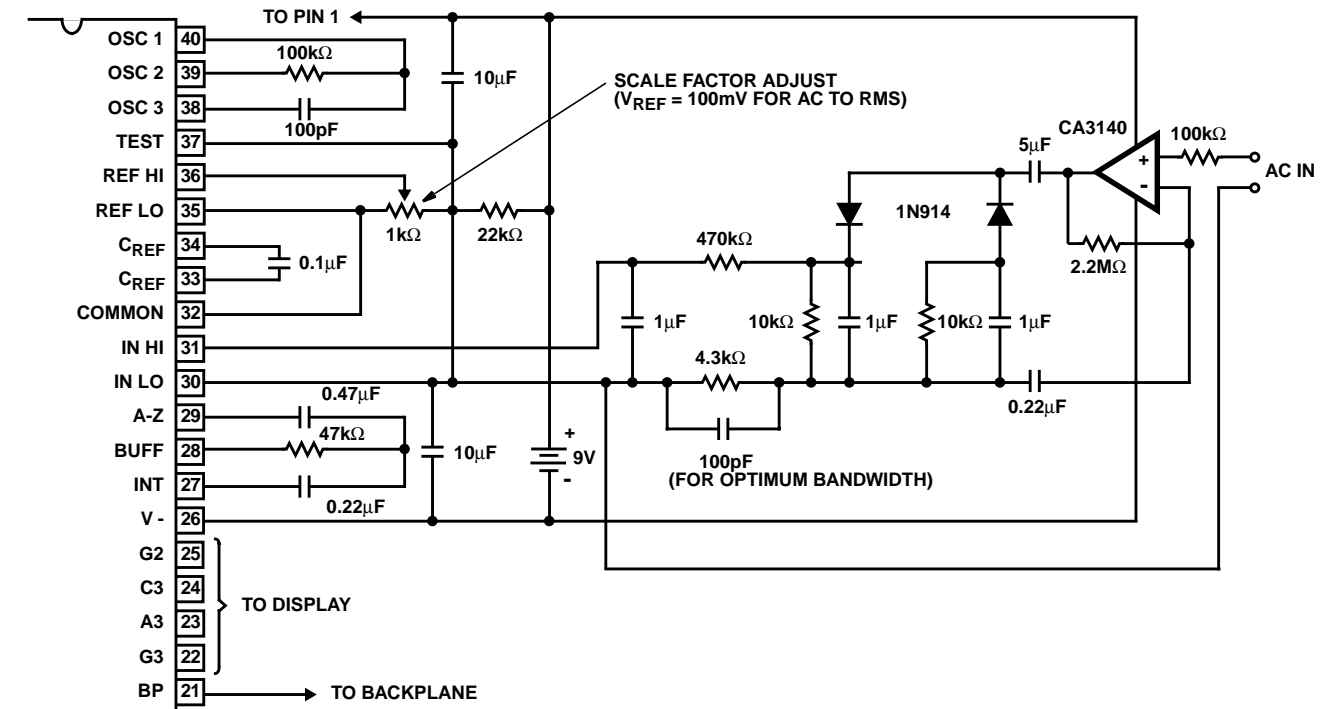 TO PIN 1
OSC 1 40
100kΩ
OSC 2 39
10μF
SCALE FACTOR ADJUST
(VREF = 100mV FOR AC TO RMS)
OSC 3 38
100pF
TEST 37
CA3140
100kΩ
5μF
+
-
AC IN
REF HI 36
REF LO 35
1kΩ
22kΩ
1N914
CREF 34
0.1μF
470kΩ
2.2MΩ
CREF 33
COMMON 32
1μF
10kΩ
1μF
10kΩ
1μF
IN HI 31
4.3kΩ
IN LO 30
0.47μF
0.22μF
A-Z 29
47kΩ
BUFF 28
10μF
+
9V
-
100pF
(FOR OPTIMUM BANDWIDTH)
INT 27
0.22μF
V - 26
G2 25
C3 24
TO DISPLAY
A3 23
G3 22
BP 21
TO BACKPLANE